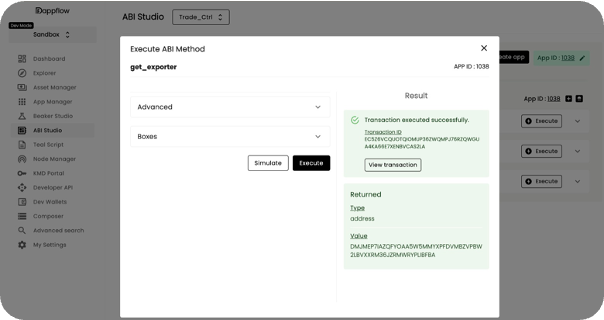 Dappflow
Dev Mode
Sandbox
Dashboard
Explorer
Asset Manager
App Manager
Beaker Studio
ABI Studio
Teal Script
Node Manager
KMD Portal
Developer API
Dev Wallets
Composer
Advanced search
My Settings
ABI Studio
Trade_Ctrl
ate app
App ID : 1038
App ID : 1038
Execute
Execute
Execute
Execute ABI Method
get_exporter
APP ID : 1038
Advanced
Boxes
Simulate
Execute
Result
Transaction executed successfully.
Transaction ID
View transaction
Returned
Type
address
Value